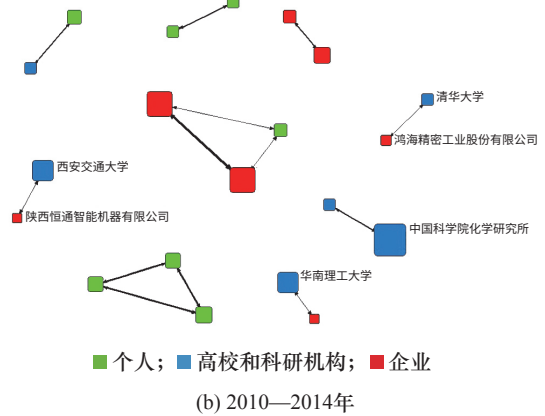 清华大学
鸿海精密工业股份有限公司
西安交通大学
陕西恒通智能机器有限公司
中国科学院化学研究所
华南理工大学
个人； 高校和科研机构； 企业
(b) 2010—2014年